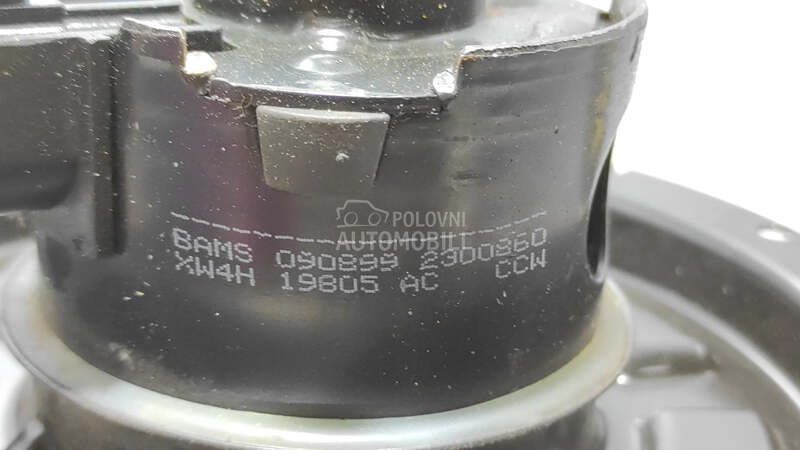 POLOVNI
AUTOMOBILI
BAMS 090899 2300860
XW4H 19805 AC CCW